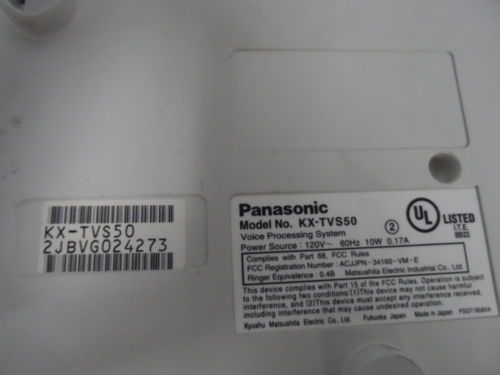 KX-TVS50
2JBVG024273
Panasonic
Model No. KX-TVS50
Voice Processing System
Power Source : 120V~ 60Hz 10W 0.17A
2
UL
LISTED
I.T.E.
6B22
Complies with Part 68, FCC Rules
FCC Registration Number : ACJJPN-34160-VM-E
Ringer Equivalence : 0.4B Matsushita Electric Industrial Co., Ltd.
This device complies with Part 15 of the FCC Rules. Operation is subject to
the following two conditions:(1)This device may not cause harmful
interference, and (2)This device must accept any interference received,
including interference that may cause undesired operation.
Kyushu Matsushita Electric Co., Ltd. Fukuoka Japan Made in Japan